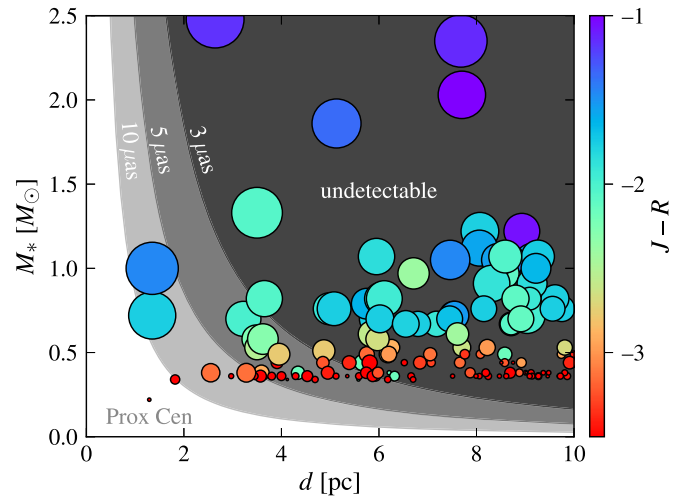 2.5
2.0
1.5
1.0
0.5
0.0
M* [M☉]
10 μas
5 μas
3 μas
undetectable
Prox Cen
0
2
4
6
8
10
d [pc]
−1
−2
−3
J − R